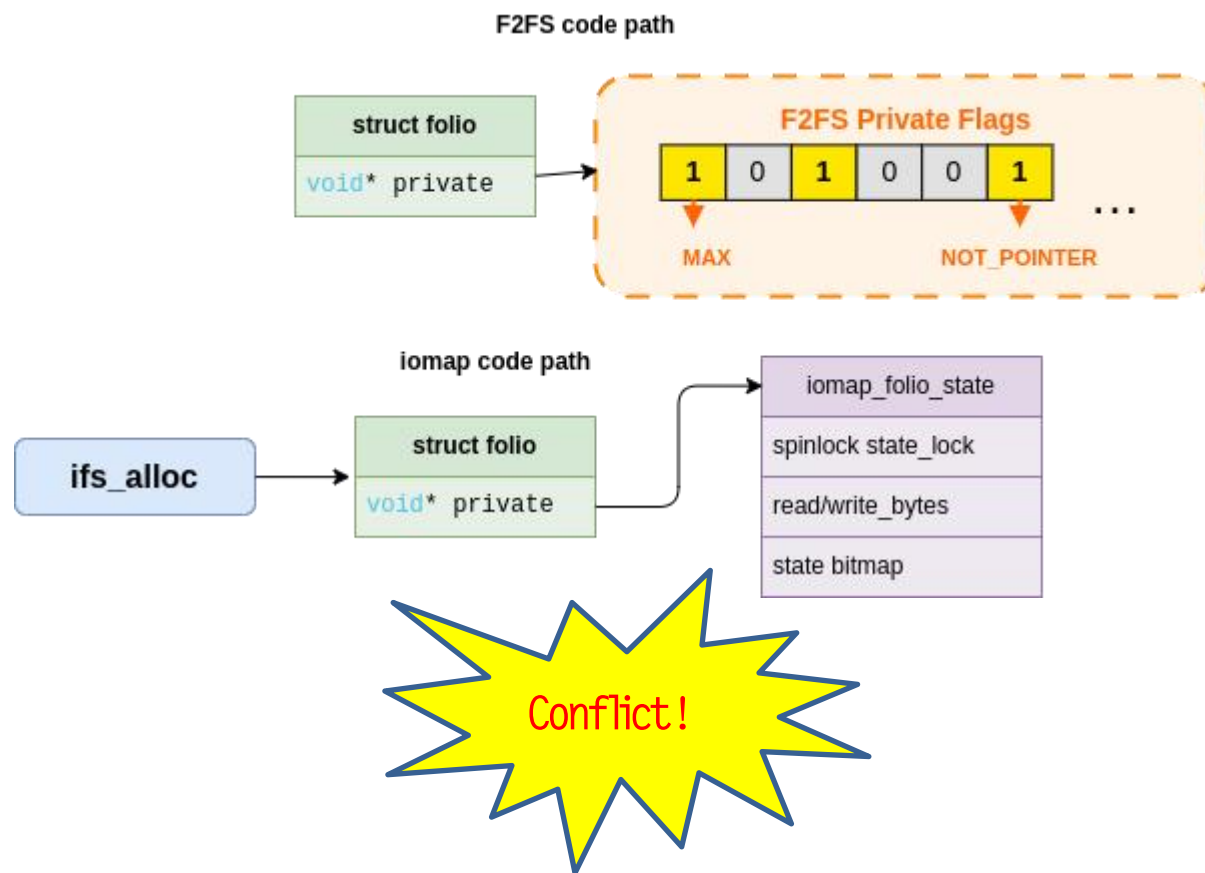 F2FS code path
struct folio
void* private
F2FS Private Flags
1 0 1 0 0 1
...
MAX
NOT_POINTER
iomap code path
ifs_alloc
struct folio
void* private
iomap_folio_state
spinlock state_lock
read/write_bytes
state bitmap
Conflict!